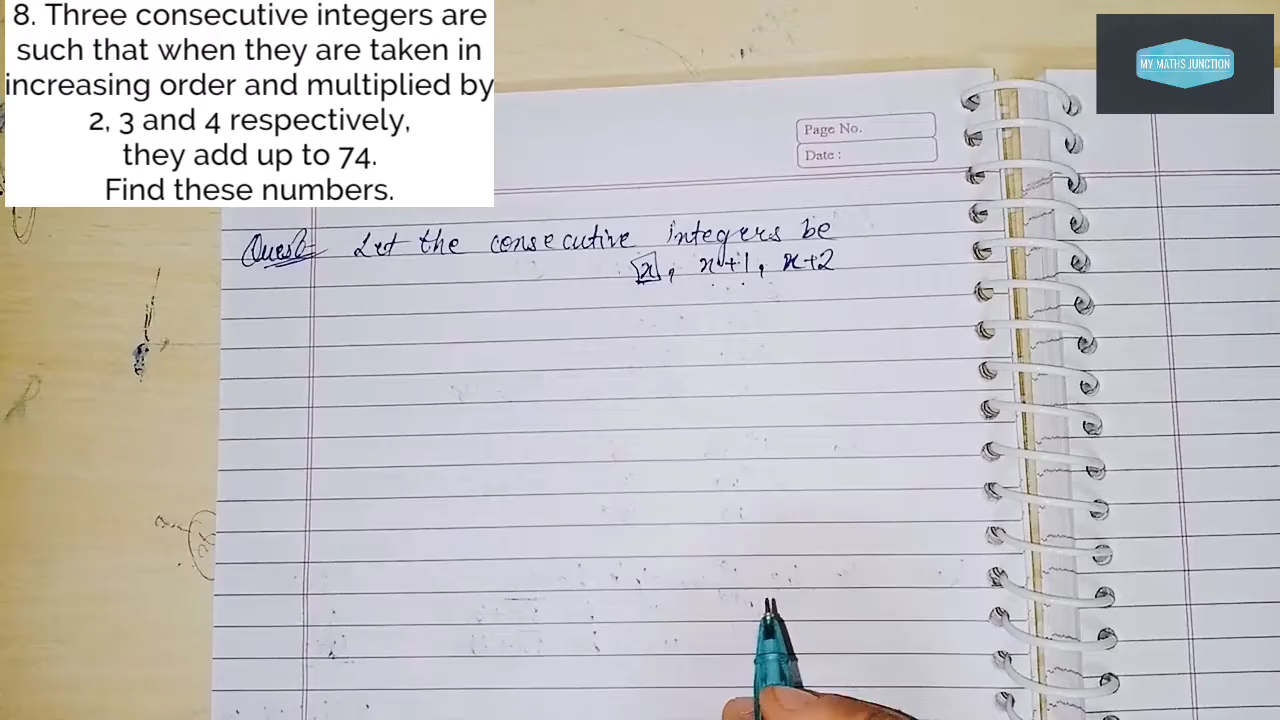 8. Three consecutive integers are
such that when they are taken in
increasing order and multiplied by
2, 3 and 4 respectively,
they add up to 74.
Find these numbers.
MY MATHS JUNCTION
Page No.
Date :
Ques:- Let the consecutive integers be
x, x+1, x+2